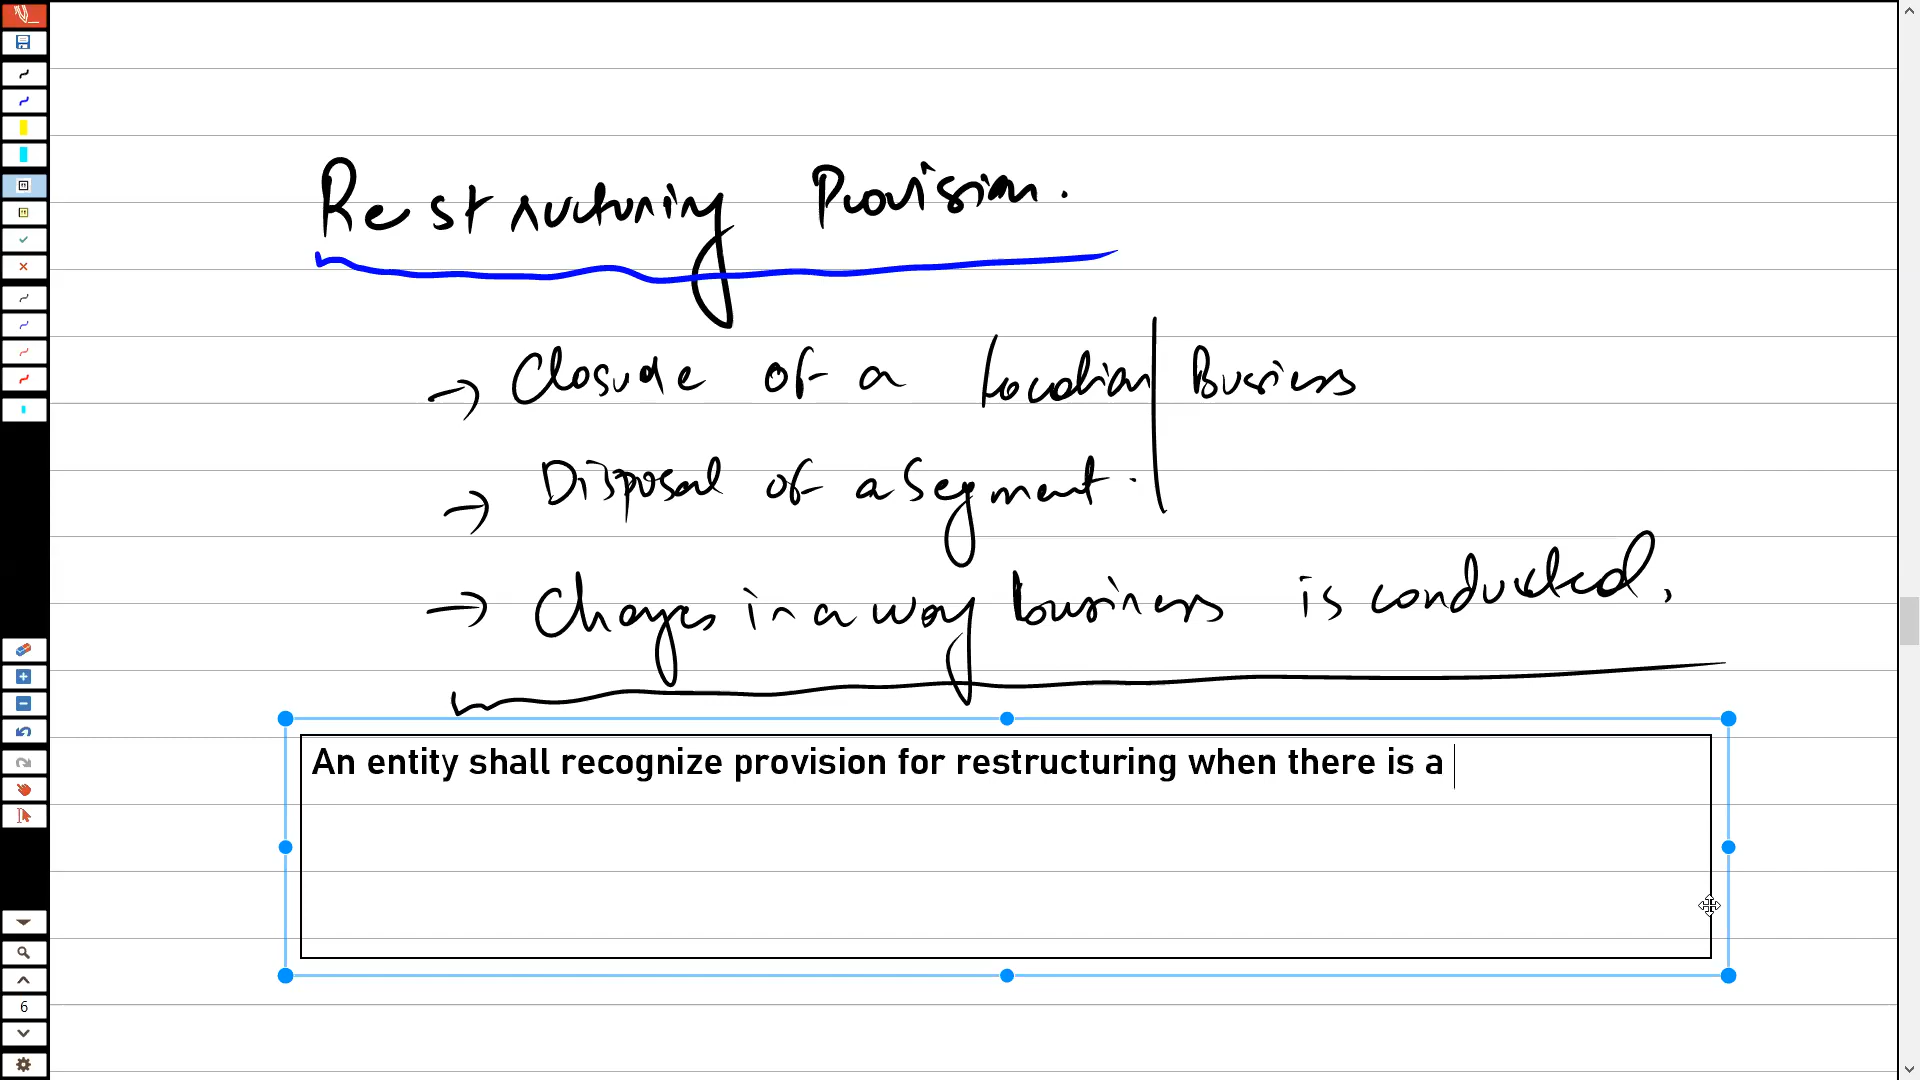 Restructuring Provision.
→ Closure of a Location | Business
→ Disposal of a Segment.
→ Changes in a way business is conducted.
An entity shall recognize provision for restructuring when there is a
6